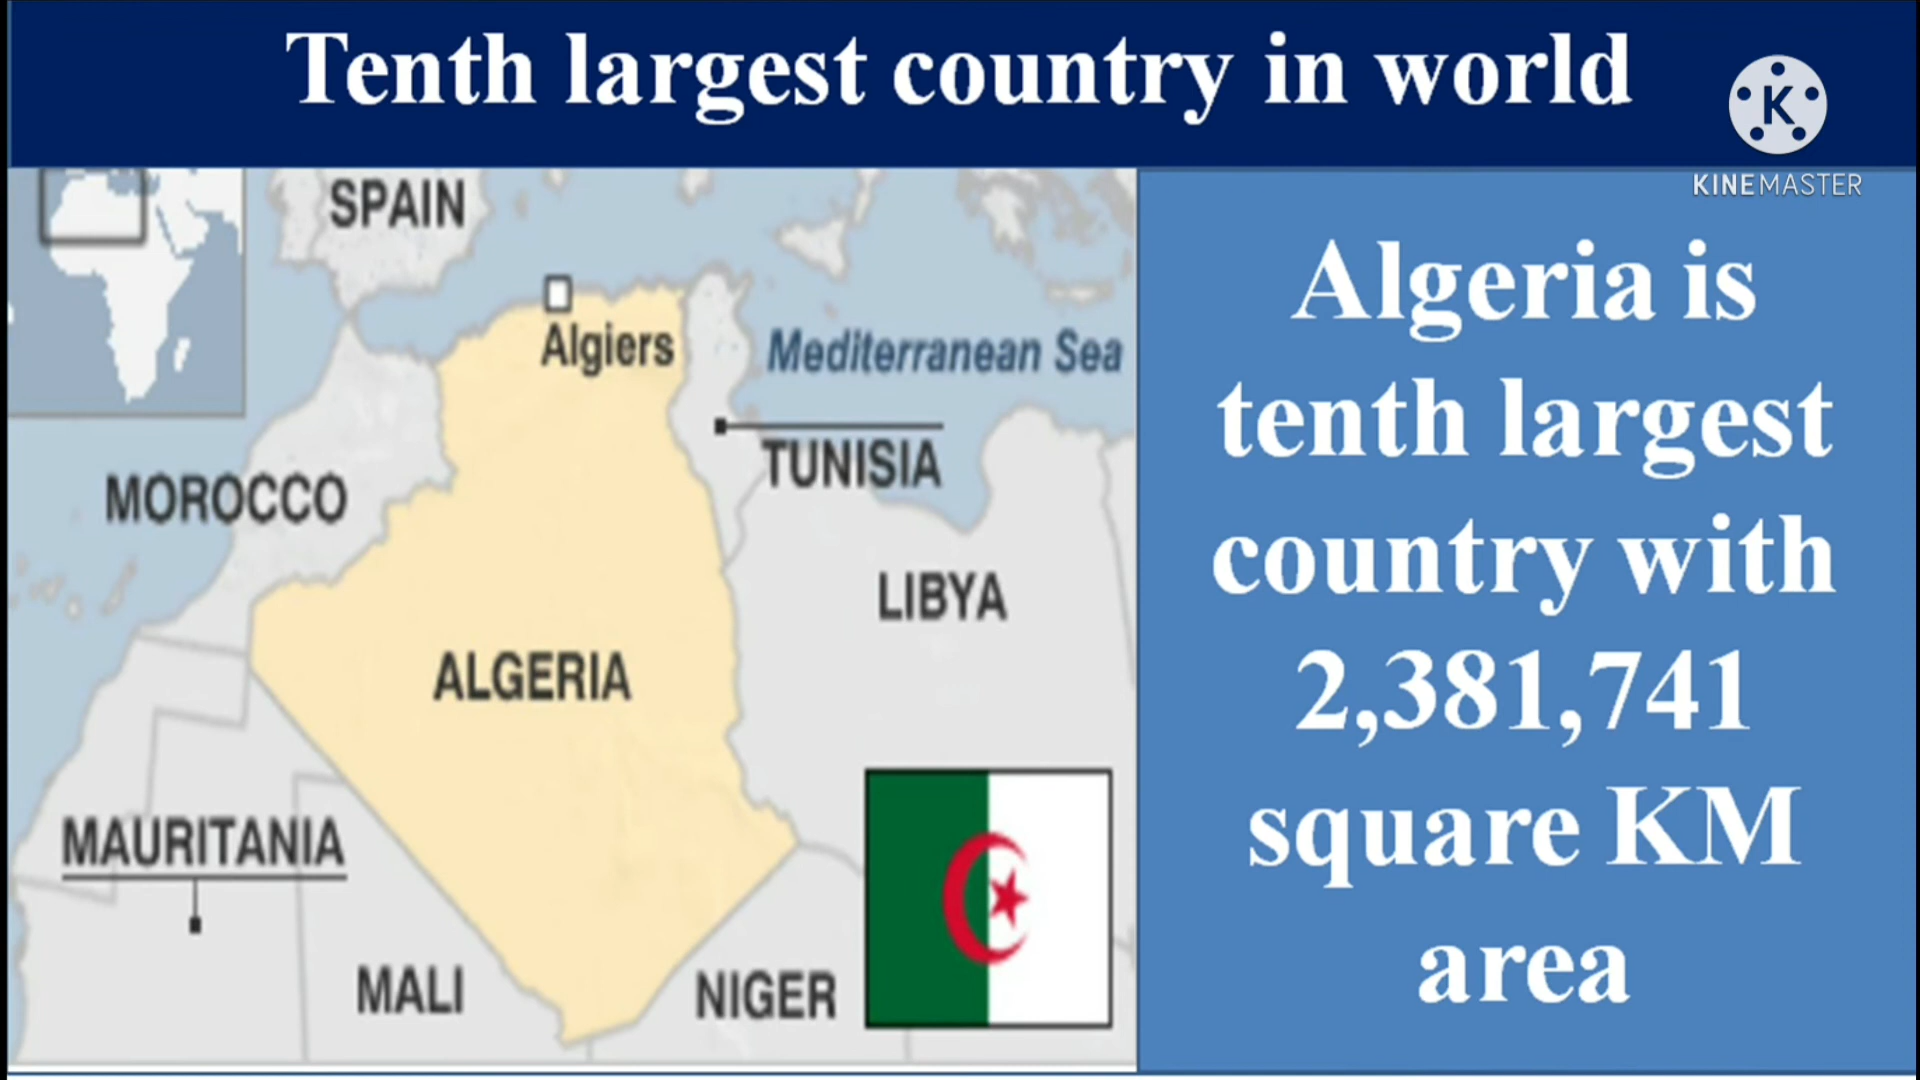 Tenth largest country in world
K
KINEMASTER
SPAIN
Algiers
Mediterranean Sea
TUNISIA
MOROCCO
LIBYA
ALGERIA
MAURITANIA
MALI
NIGER
Algeria is
tenth largest
country with
2,381,741
square KM
area